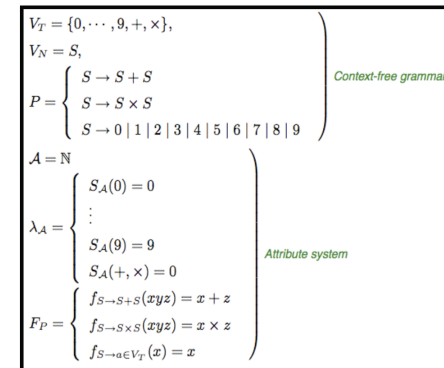 V_T = {0, ⋯, 9, +, ×},
V_N = S,
P = { S → S + S
S → S × S
S → 0 | 1 | 2 | 3 | 4 | 5 | 6 | 7 | 8 | 9
Context-free grammar
𝒜 = ℕ
λ_𝒜 = { S_𝒜(0) = 0
⋮
S_𝒜(9) = 9
S_𝒜(+, ×) = 0
Attribute system
F_P = { f_{S→S+S}(xyz) = x + z
f_{S→S×S}(xyz) = x × z
f_{S→a∈V_T}(x) = x